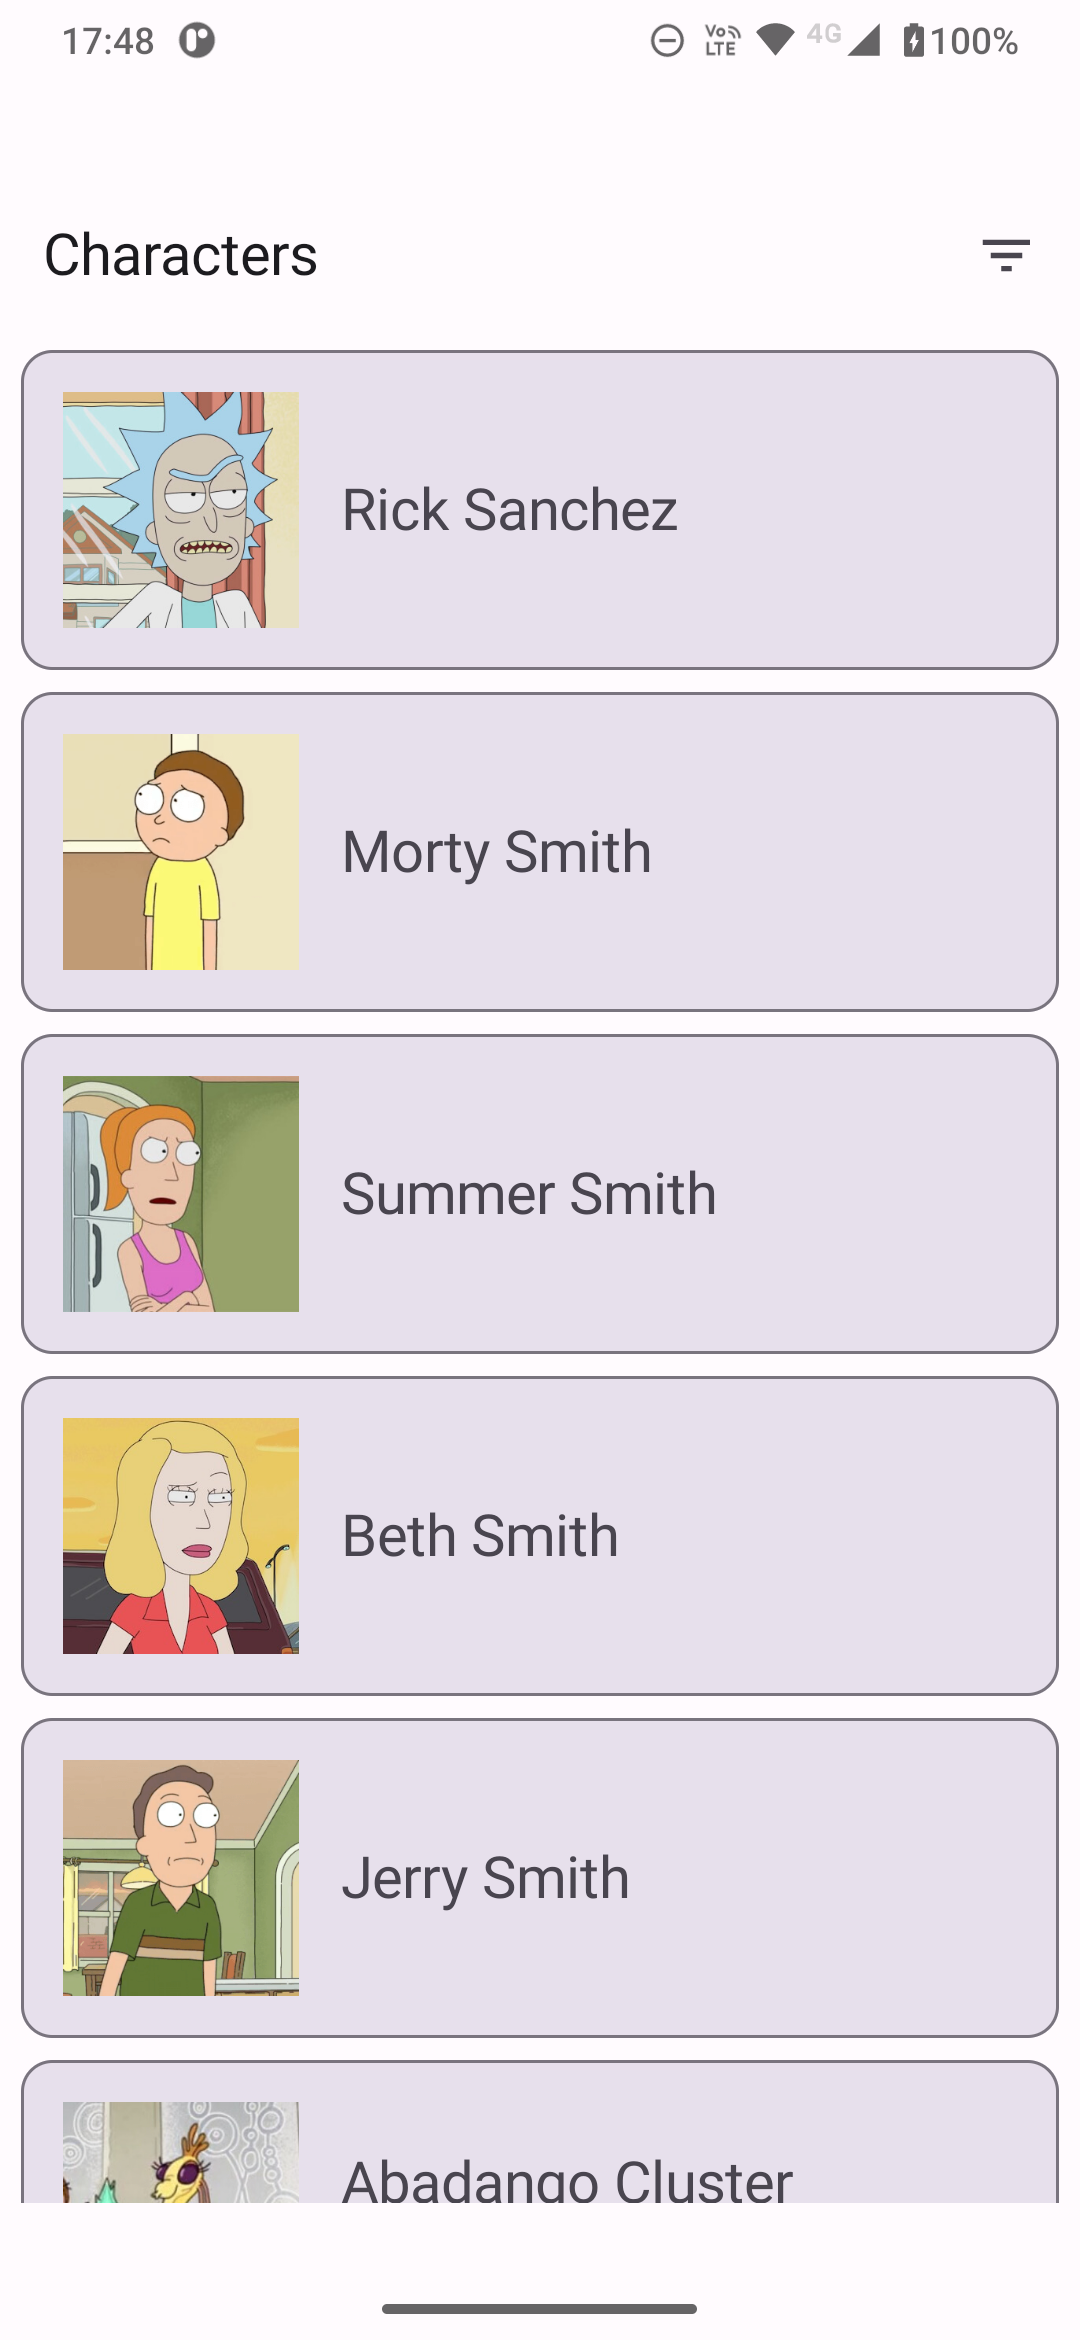 17:48
Vo LTE 4G 100%
Characters
Rick Sanchez
Morty Smith
Summer Smith
Beth Smith
Jerry Smith
Abadango Cluster